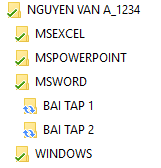 NGUYEN VAN A_1234
MSEXCEL
MSPOWERPOINT
MSWORD
BAI TAP 1
BAI TAP 2
WINDOWS